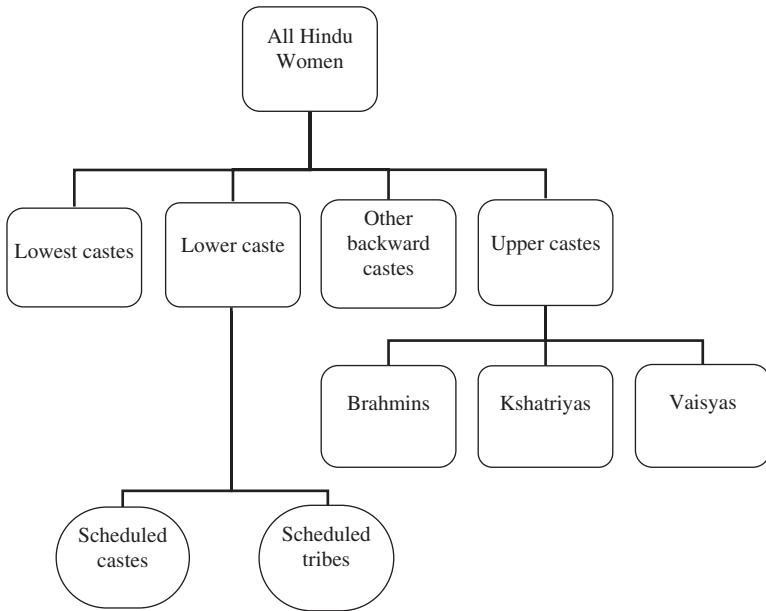 All Hindu
Women
Lowest castes
Lower caste
Other
backward
castes
Upper castes
Brahmins
Kshatriyas
Vaisyas
Scheduled
castes
Scheduled
tribes